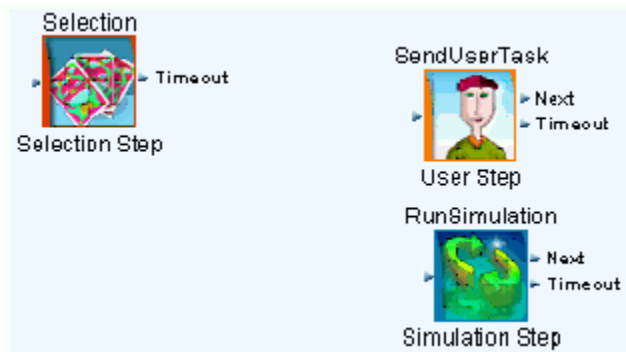 Selection
Timeout
Selection Step
SendUserTask
Next
Timeout
User Step
RunSimulation
Next
Timeout
Simulation Step